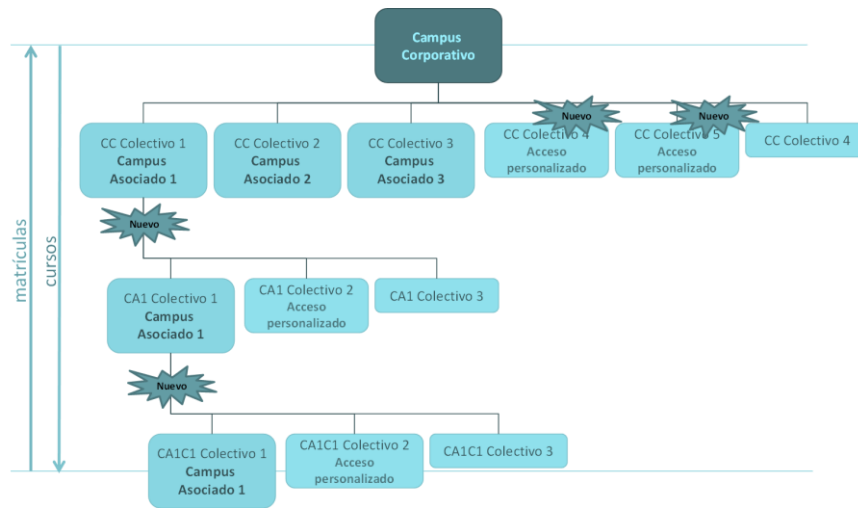 Campus
Corporativo
Nuevo
Nuevo
CC Colectivo 1
Campus
Asociado 1
CC Colectivo 2
Campus
Asociado 2
CC Colectivo 3
Campus
Asociado 3
CC Colectivo 4
Acceso
personalizado
CC Colectivo 5
Acceso
personalizado
CC Colectivo 4
matrículas
cursos
Nuevo
CA1 Colectivo 1
Campus
Asociado 1
CA1 Colectivo 2
Acceso
personalizado
CA1 Colectivo 3
Nuevo
CA1C1 Colectivo 1
Campus
Asociado 1
CA1C1 Colectivo 2
Acceso
personalizado
CA1C1 Colectivo 3